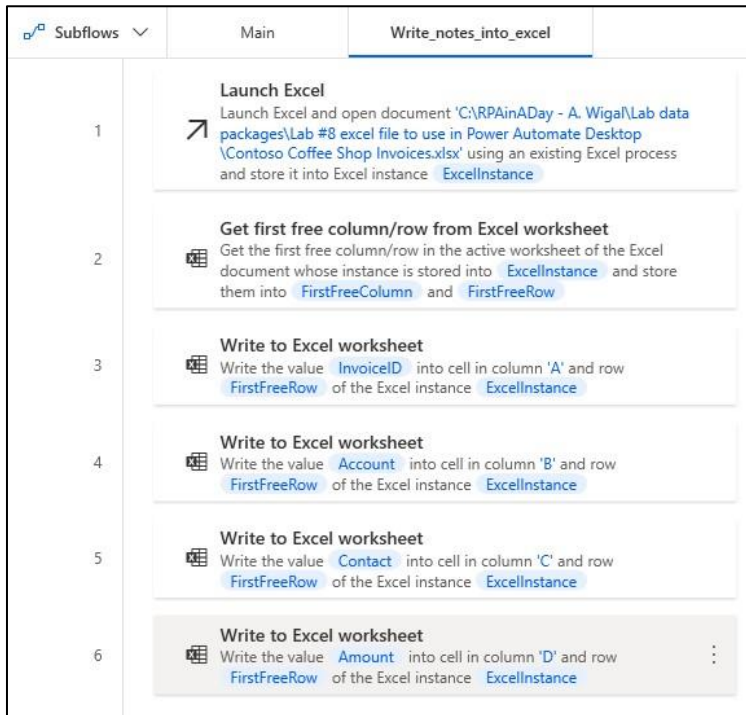 Subflows Main Write_notes_into_excel
1
Launch Excel
Launch Excel and open document 'C:\RPAinADay - A. Wigal\Lab data
packages\Lab #8 excel file to use in Power Automate Desktop
\Contoso Coffee Shop Invoices.xlsx' using an existing Excel process
and store it into Excel instance ExcelInstance
2
Get first free column/row from Excel worksheet
Get the first free column/row in the active worksheet of the Excel
document whose instance is stored into ExcelInstance and store
them into FirstFreeColumn and FirstFreeRow
3
Write to Excel worksheet
Write the value InvoiceID into cell in column 'A' and row
FirstFreeRow of the Excel instance ExcelInstance
4
Write to Excel worksheet
Write the value Account into cell in column 'B' and row
FirstFreeRow of the Excel instance ExcelInstance
5
Write to Excel worksheet
Write the value Contact into cell in column 'C' and row
FirstFreeRow of the Excel instance ExcelInstance
6
Write to Excel worksheet
Write the value Amount into cell in column 'D' and row
FirstFreeRow of the Excel instance ExcelInstance